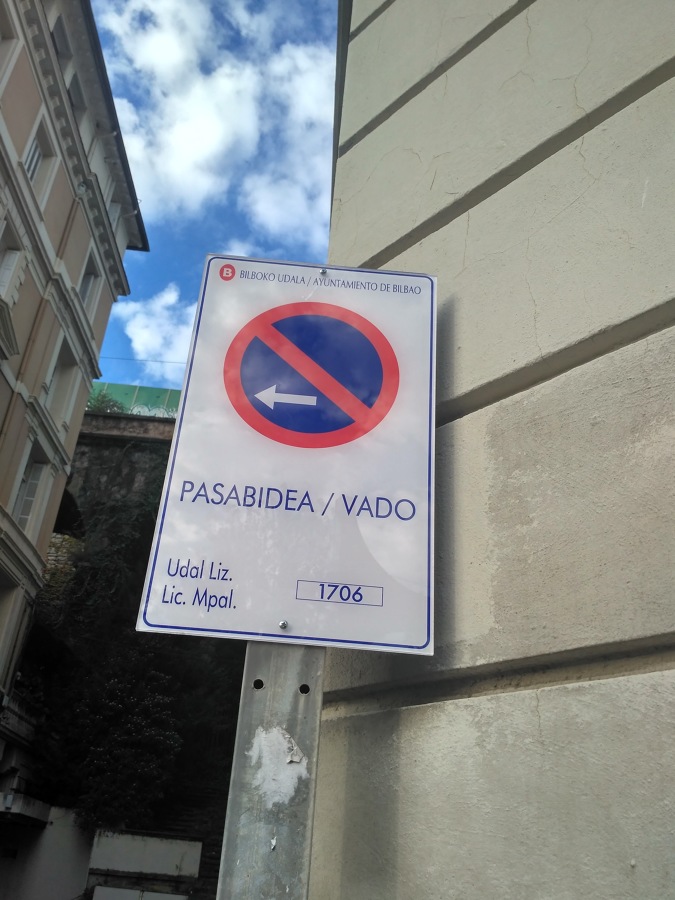 B BILBOKO UDALA / AYUNTAMIENTO DE BILBAO
PASABIDEA / VADO
Udal Liz.
Lic. Mpal.
1706